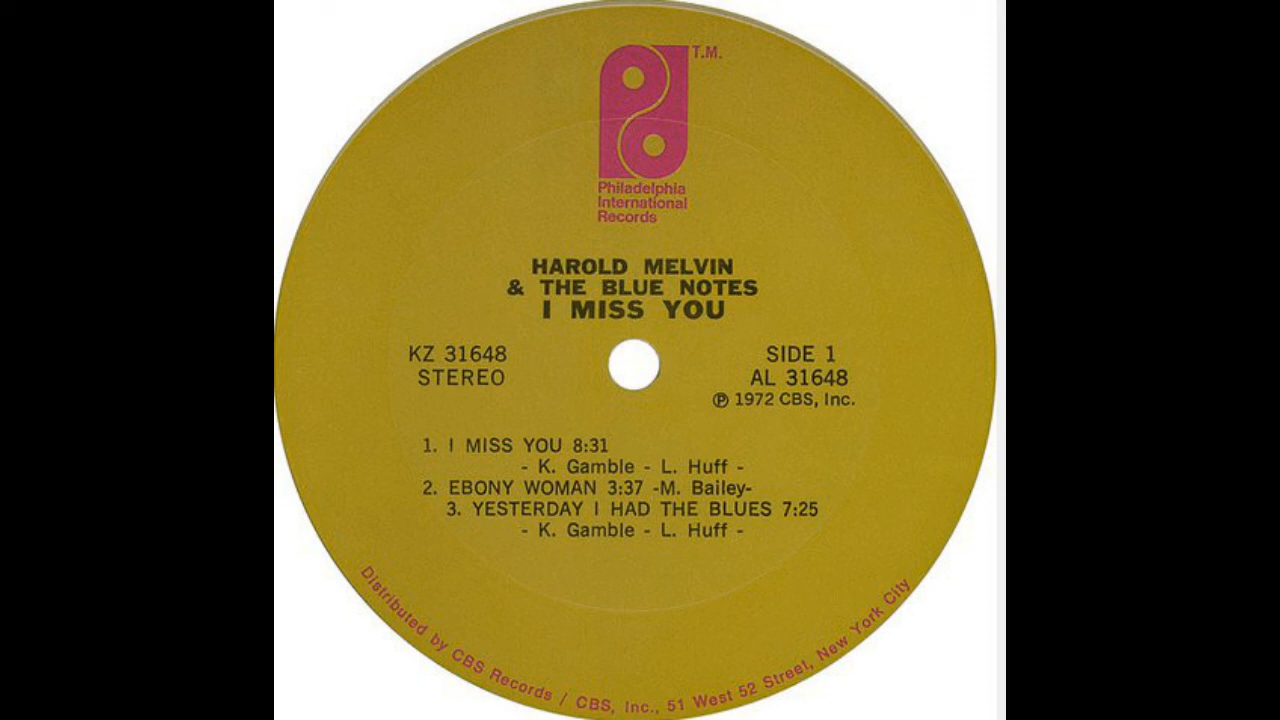 T.M.
Philadelphia
International
Records
HAROLD MELVIN
& THE BLUE NOTES
I MISS YOU
KZ 31648
STEREO
SIDE 1
AL 31648
℗ 1972 CBS, Inc.
1. I MISS YOU 8:31
- K. Gamble - L. Huff -
2. EBONY WOMAN 3:37 -M. Bailey-
3. YESTERDAY I HAD THE BLUES 7:25
- K. Gamble - L. Huff -
Distributed by CBS Records / CBS, Inc., 51 West 52 Street, New York City